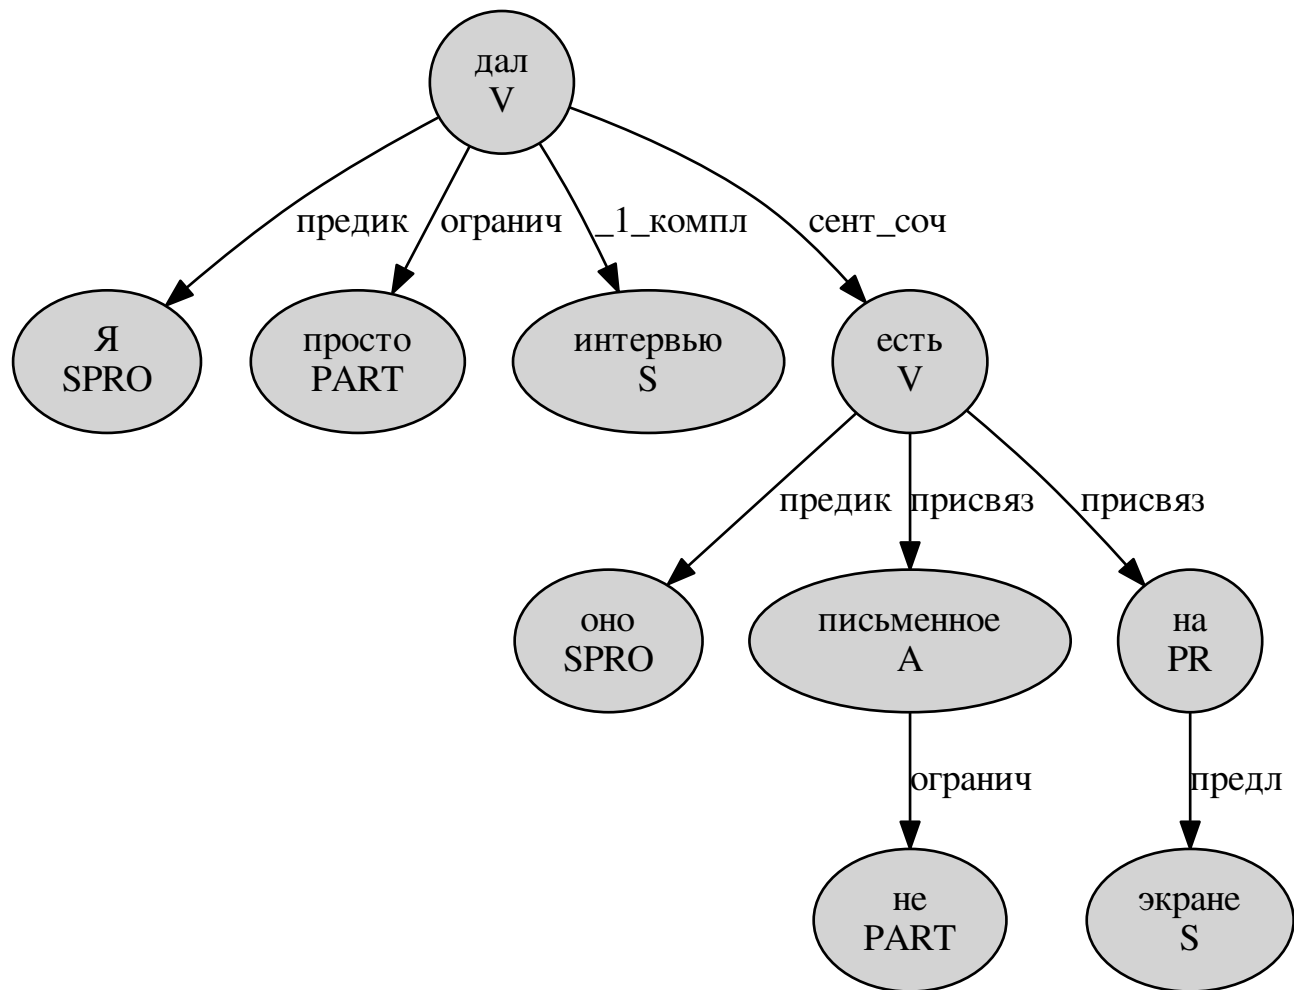 дал
V
предик
огранич
_1_компл
сент_соч
Я
SPRO
просто
PART
интервью
S
есть
V
предик
присвяз
присвяз
оно
SPRO
письменное
A
на
PR
огранич
предл
не
PART
экране
S